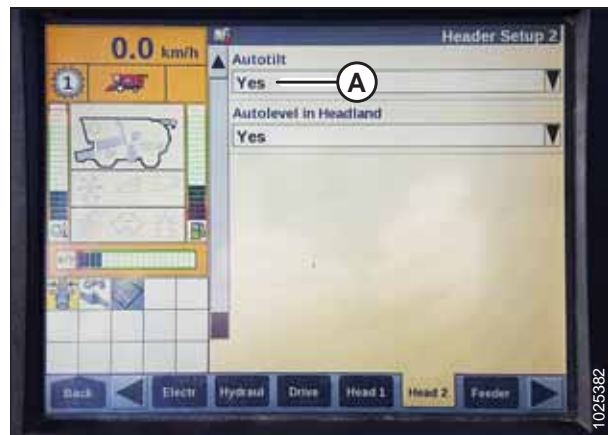 0.0 km/h
Header Setup 2
1
Autotilt
Yes
A
Autolevel in Headland
Yes
Back
Electr
Hydraul
Drive
Head 1
Head 2
Feeder
1025382